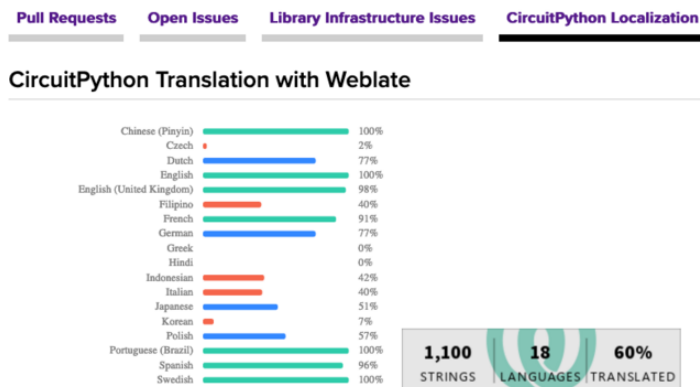 Pull Requests Open Issues Library Infrastructure Issues CircuitPython Localization
CircuitPython Translation with Weblate
Chinese (Pinyin) 100%
Czech 2%
Dutch 77%
English 100%
English (United Kingdom) 98%
Filipino 40%
French 91%
German 77%
Greek 0%
Hindi 0%
Indonesian 42%
Italian 40%
Japanese 51%
Korean 7%
Polish 57%
Portuguese (Brazil) 100%
Spanish 96%
Swedish 100%
1,100 18 60%
STRINGS LANGUAGES TRANSLATED